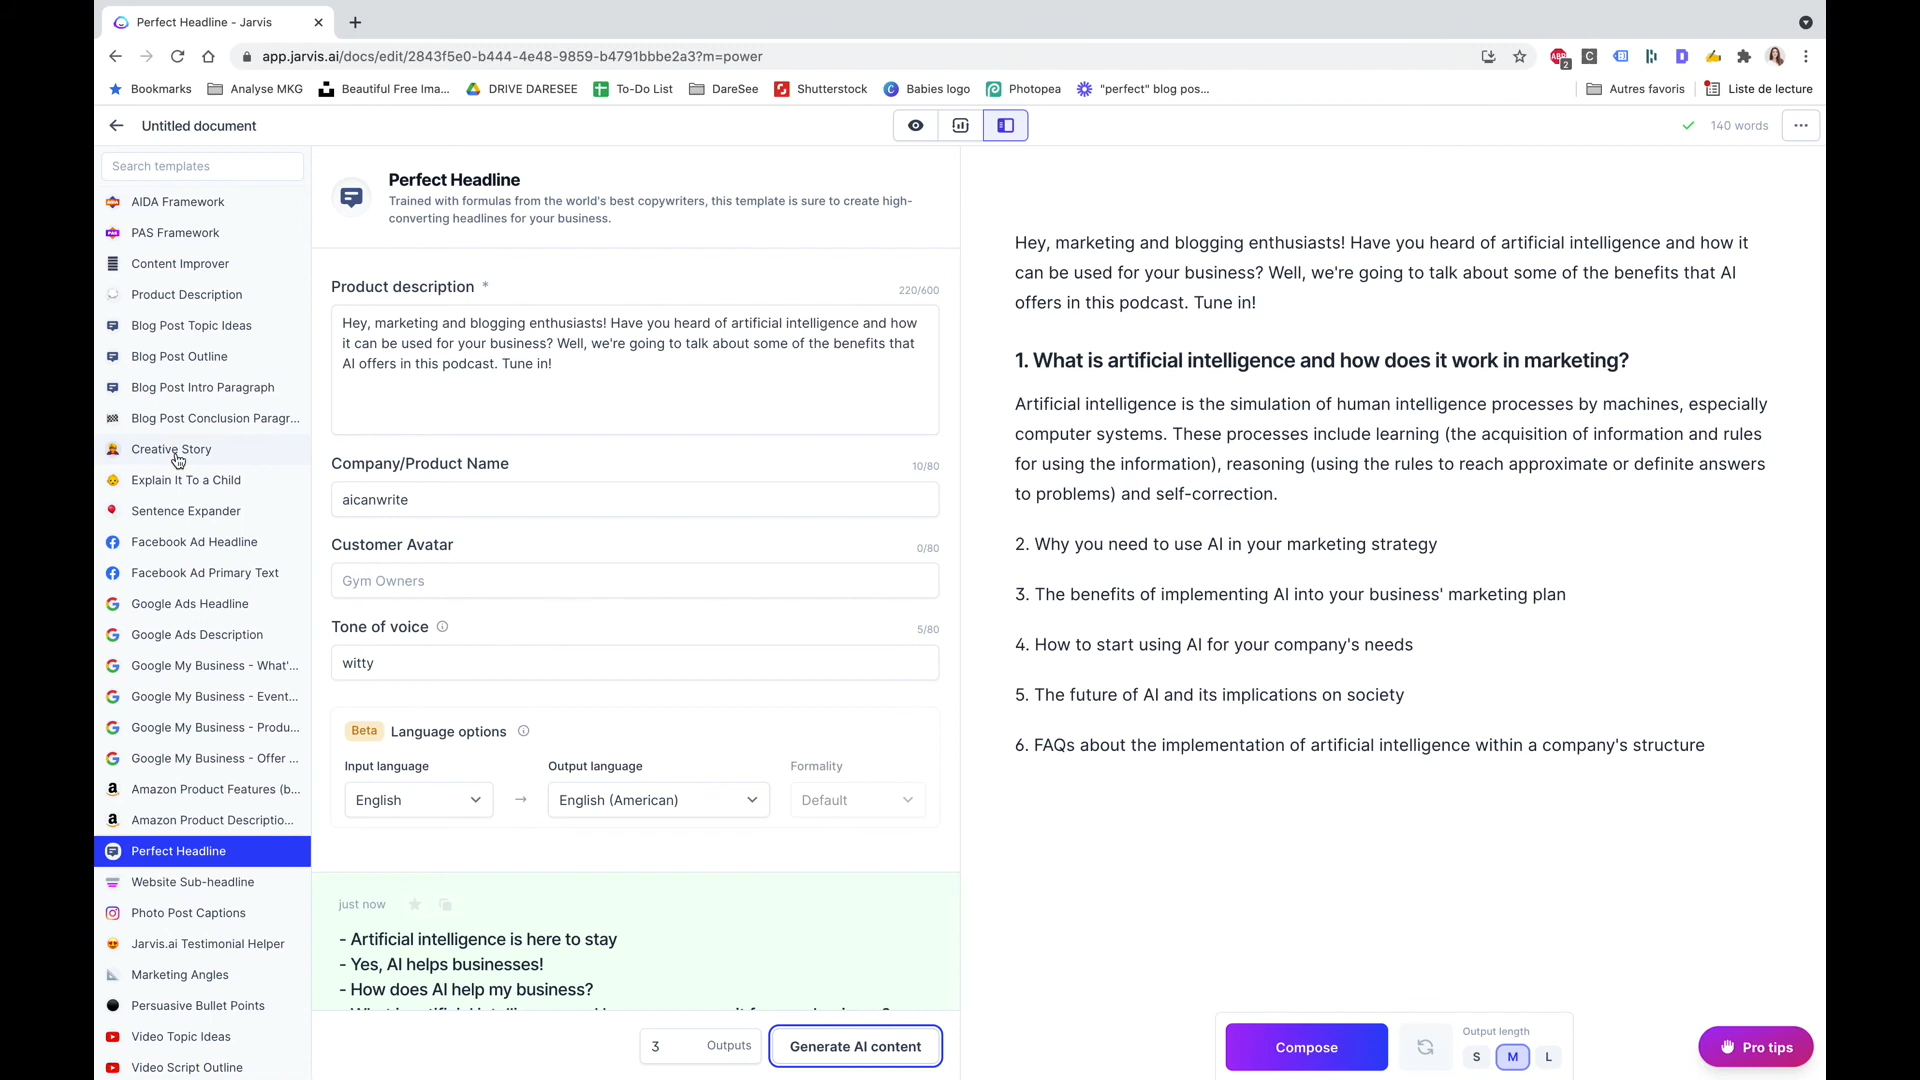 Perfect Headline - Jarvis
app.jarvis.ai/docs/edit/2843f5e0-b444-4e48-9859-b4791bbbe2a3?m=power
ABP
2
C
D
Bookmarks
Analyse MKG
Beautiful Free Ima...
DRIVE DARESEE
To-Do List
DareSee
Shutterstock
Babies logo
Photopea
"perfect" blog pos...
Autres favoris
Liste de lecture
Untitled document
140 words
Search templates
AIDA Framework
PAS Framework
Content Improver
Product Description
Blog Post Topic Ideas
Blog Post Outline
Blog Post Intro Paragraph
Blog Post Conclusion Paragr...
Creative Story
Explain It To a Child
Sentence Expander
Facebook Ad Headline
Facebook Ad Primary Text
Google Ads Headline
Google Ads Description
Google My Business - What'...
Google My Business - Event...
Google My Business - Produ...
Google My Business - Offer ...
Amazon Product Features (b...
Amazon Product Descriptio...
Perfect Headline
Website Sub-headline
Photo Post Captions
Jarvis.ai Testimonial Helper
Marketing Angles
Persuasive Bullet Points
Video Topic Ideas
Video Script Outline
Perfect Headline
Trained with formulas from the world's best copywriters, this template is sure to create high-
converting headlines for your business.
Product description *
220/600
Hey, marketing and blogging enthusiasts! Have you heard of artificial intelligence and how
it can be used for your business? Well, we're going to talk about some of the benefits that
AI offers in this podcast. Tune in!
Company/Product Name
10/80
aicanwrite
Customer Avatar
0/80
Gym Owners
Tone of voice
5/80
witty
Beta Language options
Input language
Output language
Formality
English
English (American)
Default
just now
- Artificial intelligence is here to stay
- Yes, AI helps businesses!
- How does AI help my business?
3 Outputs
Generate AI content
Hey, marketing and blogging enthusiasts! Have you heard of artificial intelligence and how it
can be used for your business? Well, we're going to talk about some of the benefits that AI
offers in this podcast. Tune in!
1. What is artificial intelligence and how does it work in marketing?
Artificial intelligence is the simulation of human intelligence processes by machines, especially
computer systems. These processes include learning (the acquisition of information and rules
for using the information), reasoning (using the rules to reach approximate or definite answers
to problems) and self-correction.
2. Why you need to use AI in your marketing strategy
3. The benefits of implementing AI into your business' marketing plan
4. How to start using AI for your company's needs
5. The future of AI and its implications on society
6. FAQs about the implementation of artificial intelligence within a company's structure
Compose
Output length
S
M
L
Pro tips